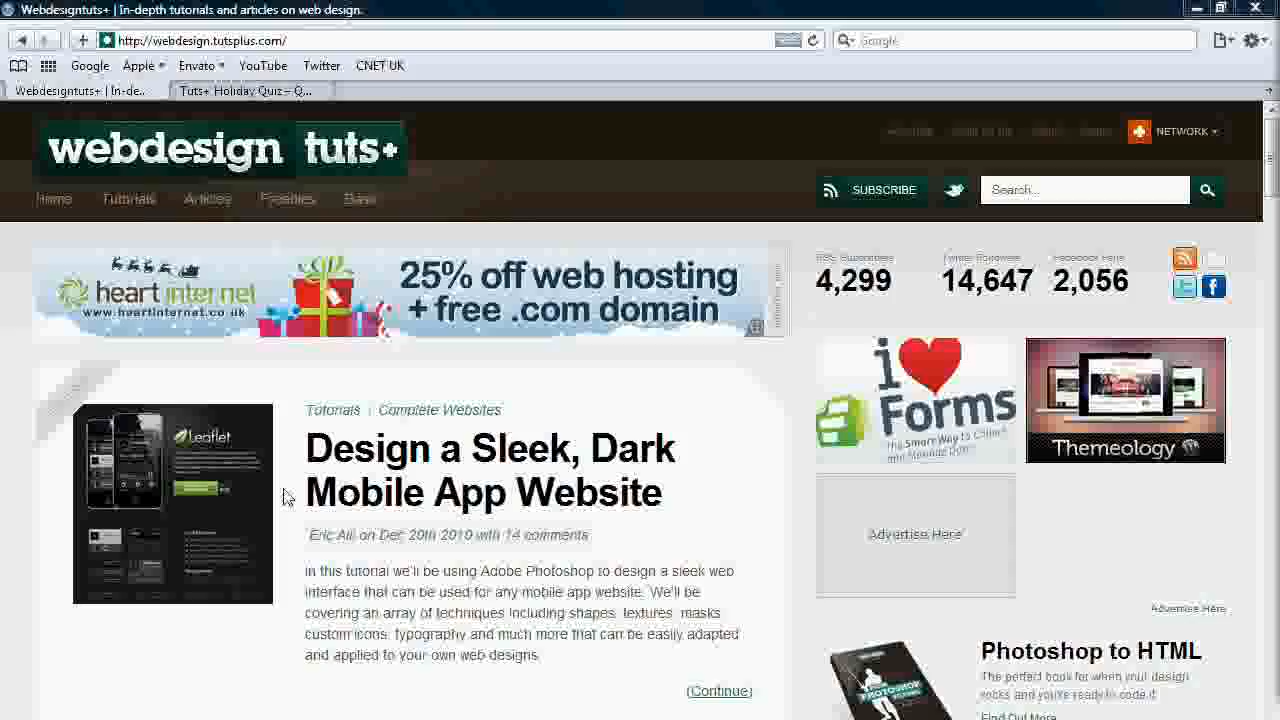 Webdesigntuts+ | In-depth tutorials and articles on web design.
http://webdesign.tutsplus.com/
Google
Google Apple Envato YouTube Twitter CNET UK
Webdesigntuts+ | In-de...
Tuts+ Holiday Quiz – Q...
webdesign tuts+
NETWORK
Home Tutorials Articles Freebies Basix
SUBSCRIBE
Search...
heart internet
www.heartinternet.co.uk
25% off web hosting
+ free .com domain
RSS Subscribers
4,299
Twitter Followers
14,647
Facebook Fans
2,056
i
Forms
the Smart Way to Collect
Themeology
Tutorials | Complete Websites
Design a Sleek, Dark
Mobile App Website
Leaflet
on Dec 20th 2010 with 14 comments
In this tutorial we'll be using Adobe Photoshop to design a sleek web
interface that can be used for any mobile app website. We'll be
covering an array of techniques including shapes, textures, masks,
custom icons, typography and much more that can be easily adapted
and applied to your own web designs.
(Continue)
Advertise Here
Advertise Here
PHOTOSHOP
Photoshop to HTML
The perfect book for when your design
rocks and you're ready to code it.
Find Out More